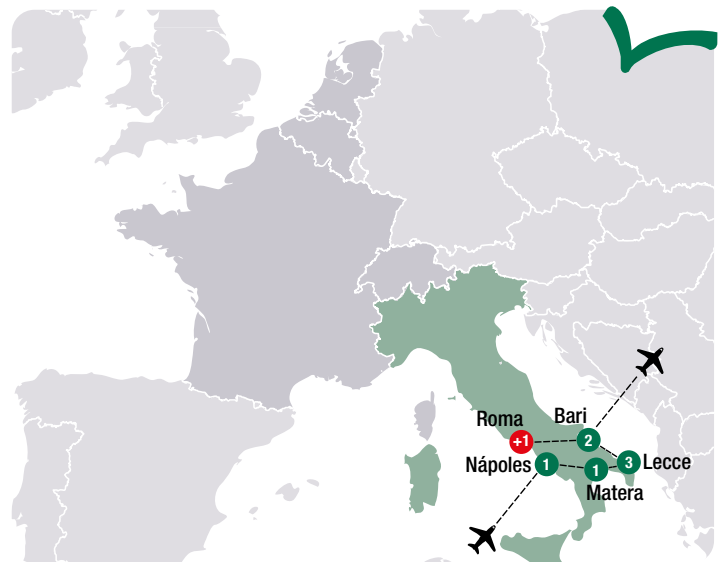 Roma
Bari
+1
2
Nápoles
1
1
3
Lecce
Matera